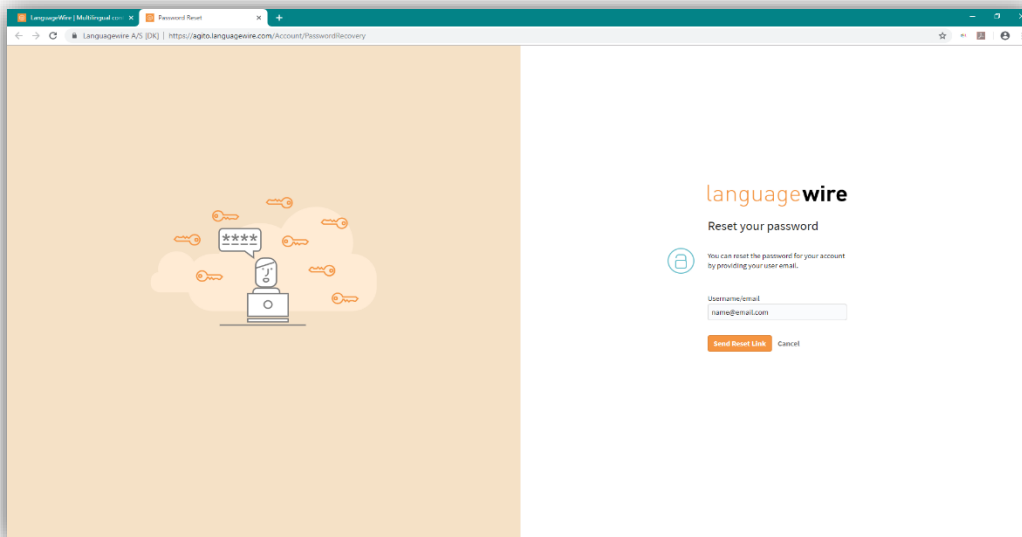 LanguageWire | Multilingual cont
Password Reset
Languagewire A/S [DK] | https://agito.languagewire.com/Account/PasswordRecovery
****
languagewire
Reset your password
You can reset the password for your account
by providing your user email.
Username/email
name@email.com
Send Reset Link Cancel